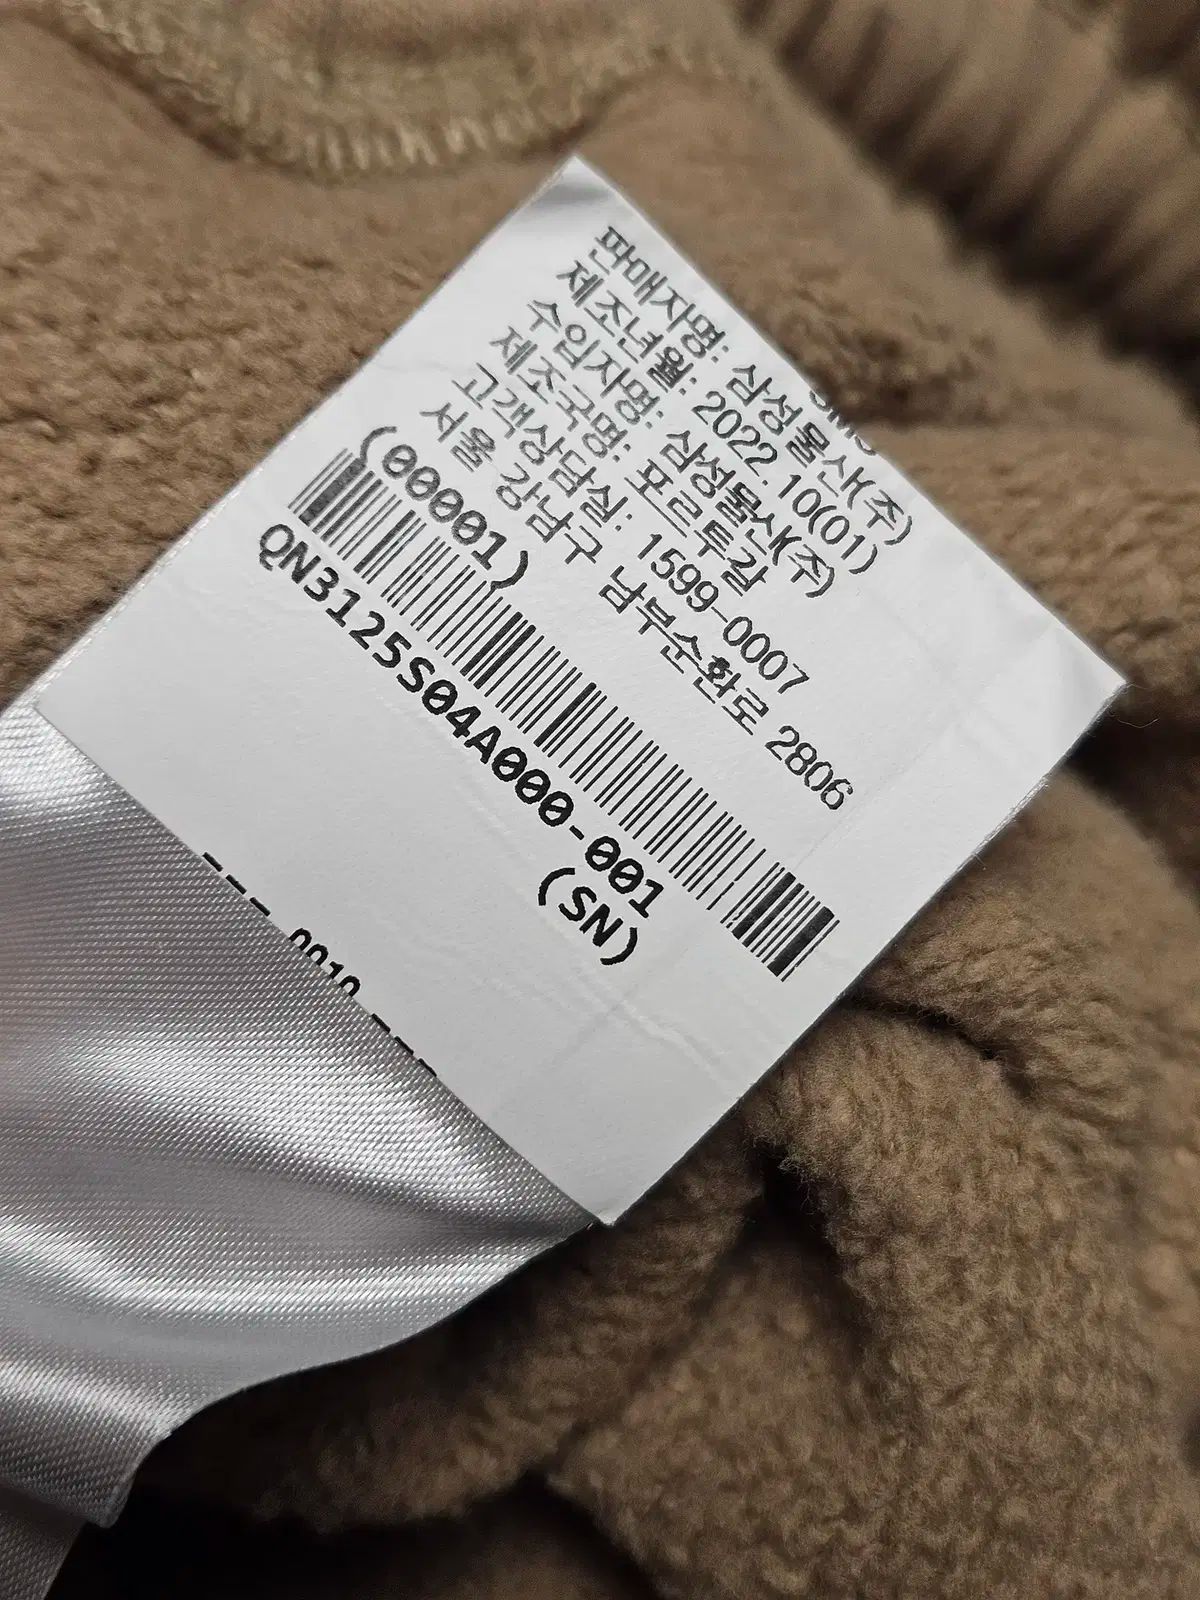 판매자명: 삼성물산(주)
제조년월: 2022.10(01)
수입자명: 삼성물산(주)
제조국명: 포르투갈
고객상담실: 1599-0007
서울 강남구 남부순환로 2806
(00001)
QN3125S04A000-001
(SN)